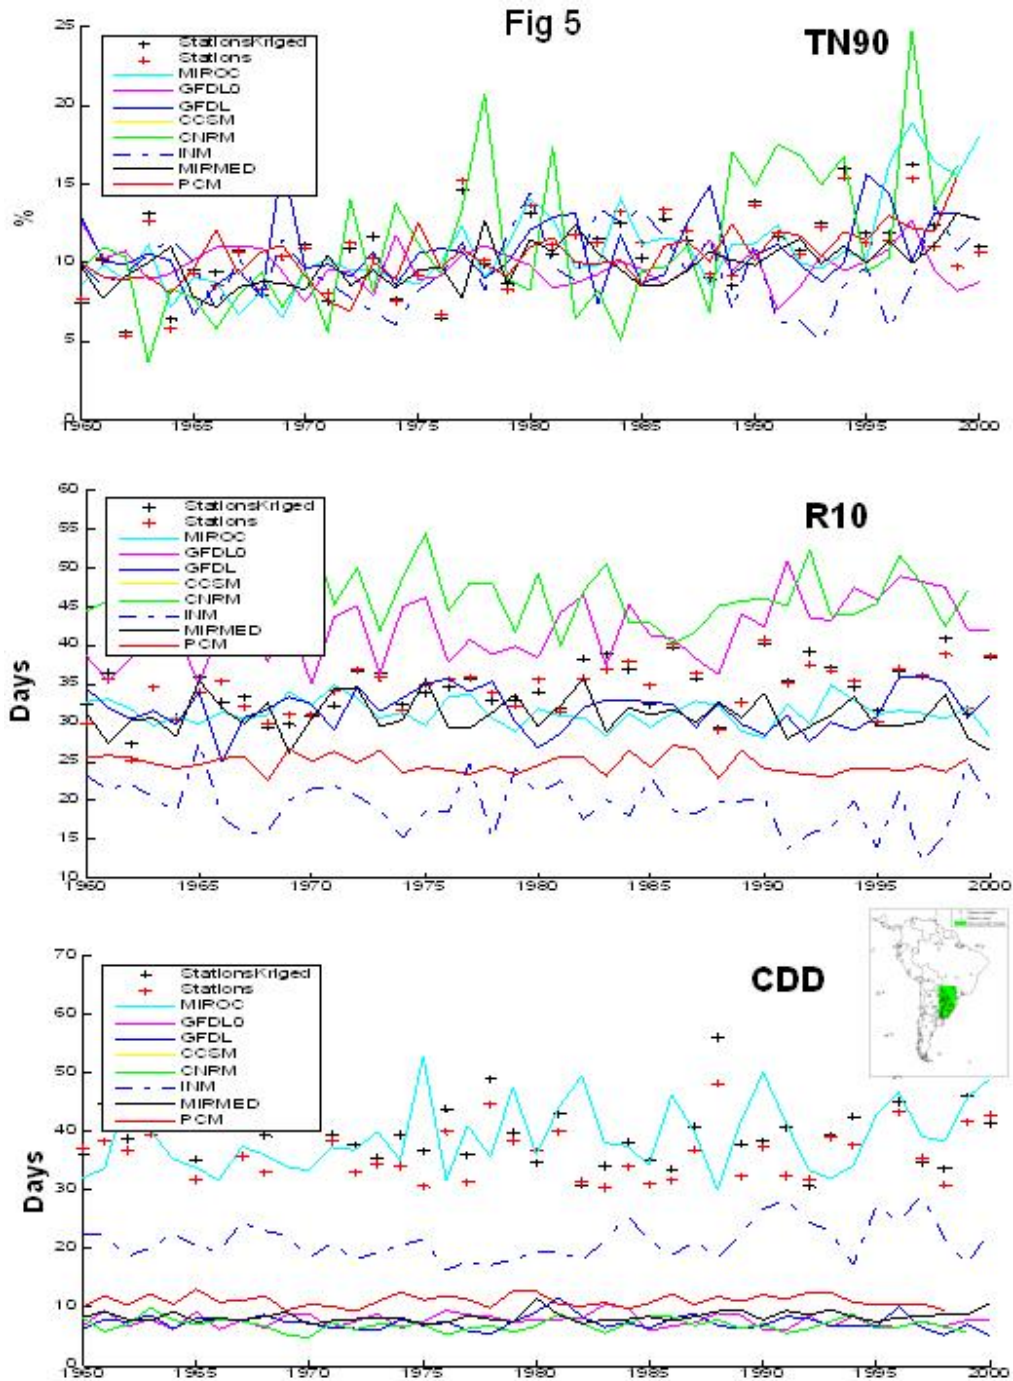 Fig 5
TN90
25
20
15
10
5
0
%
StationsKriged
Stations
MIROC
GFDL0
GFDL
CCSM
CNRM
INM
MIRMED
PCM
1960 1965 1970 1975 1980 1985 1990 1995 2000
R10
60
55
50
45
40
35
30
25
20
15
10
Days
StationsKriged
Stations
MIROC
GFDL0
GFDL
CCSM
CNRM
INM
MIRMED
PCM
1960 1965 1970 1975 1980 1985 1990 1995 2000
CDD
70
60
50
40
30
20
10
0
Days
StationsKriged
Stations
MIROC
GFDL0
GFDL
CCSM
CNRM
INM
MIRMED
PCM
1960 1965 1970 1975 1980 1985 1990 1995 2000